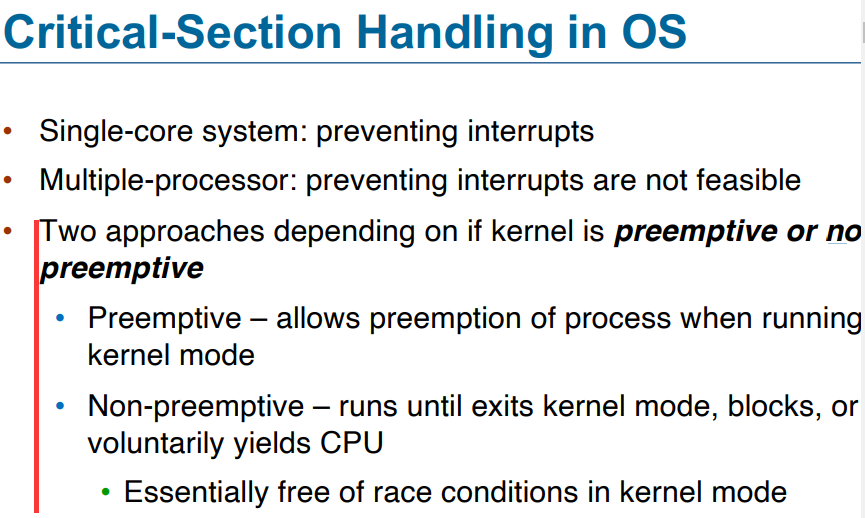 Critical-Section Handling in OS
• Single-core system: preventing interrupts
• Multiple-processor: preventing interrupts are not feasible
• Two approaches depending on if kernel is preemptive or no
preemptive
• Preemptive – allows preemption of process when running
kernel mode
• Non-preemptive – runs until exits kernel mode, blocks, or
voluntarily yields CPU
• Essentially free of race conditions in kernel mode